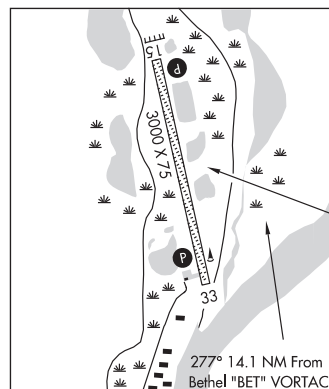 15
P
3000 X 75
P
33
277° 14.1 NM From
Bethel "BET" VORTAC